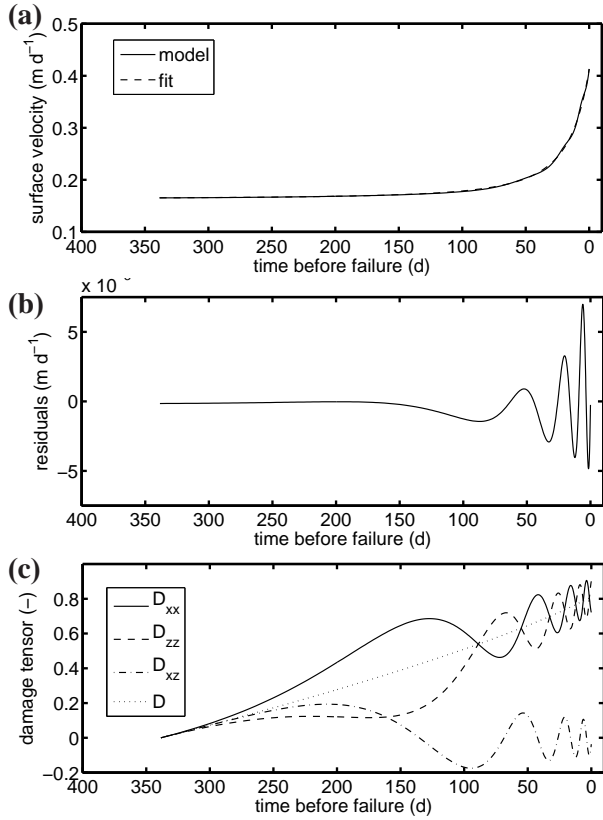 (a)
0.5
0.4
0.3
0.2
0.1
surface velocity (m d⁻¹)
model
fit
400 350 300 250 200 150 100 50 0
time before failure (d)
(b)
x 10
5
0
−5
residuals (m d⁻¹)
400 350 300 250 200 150 100 50 0
time before failure (d)
(c)
0.8
0.6
0.4
0.2
0
−0.2
damage tensor (−)
D_xx
D_zz
D_xz
D
400 350 300 250 200 150 100 50 0
time before failure (d)